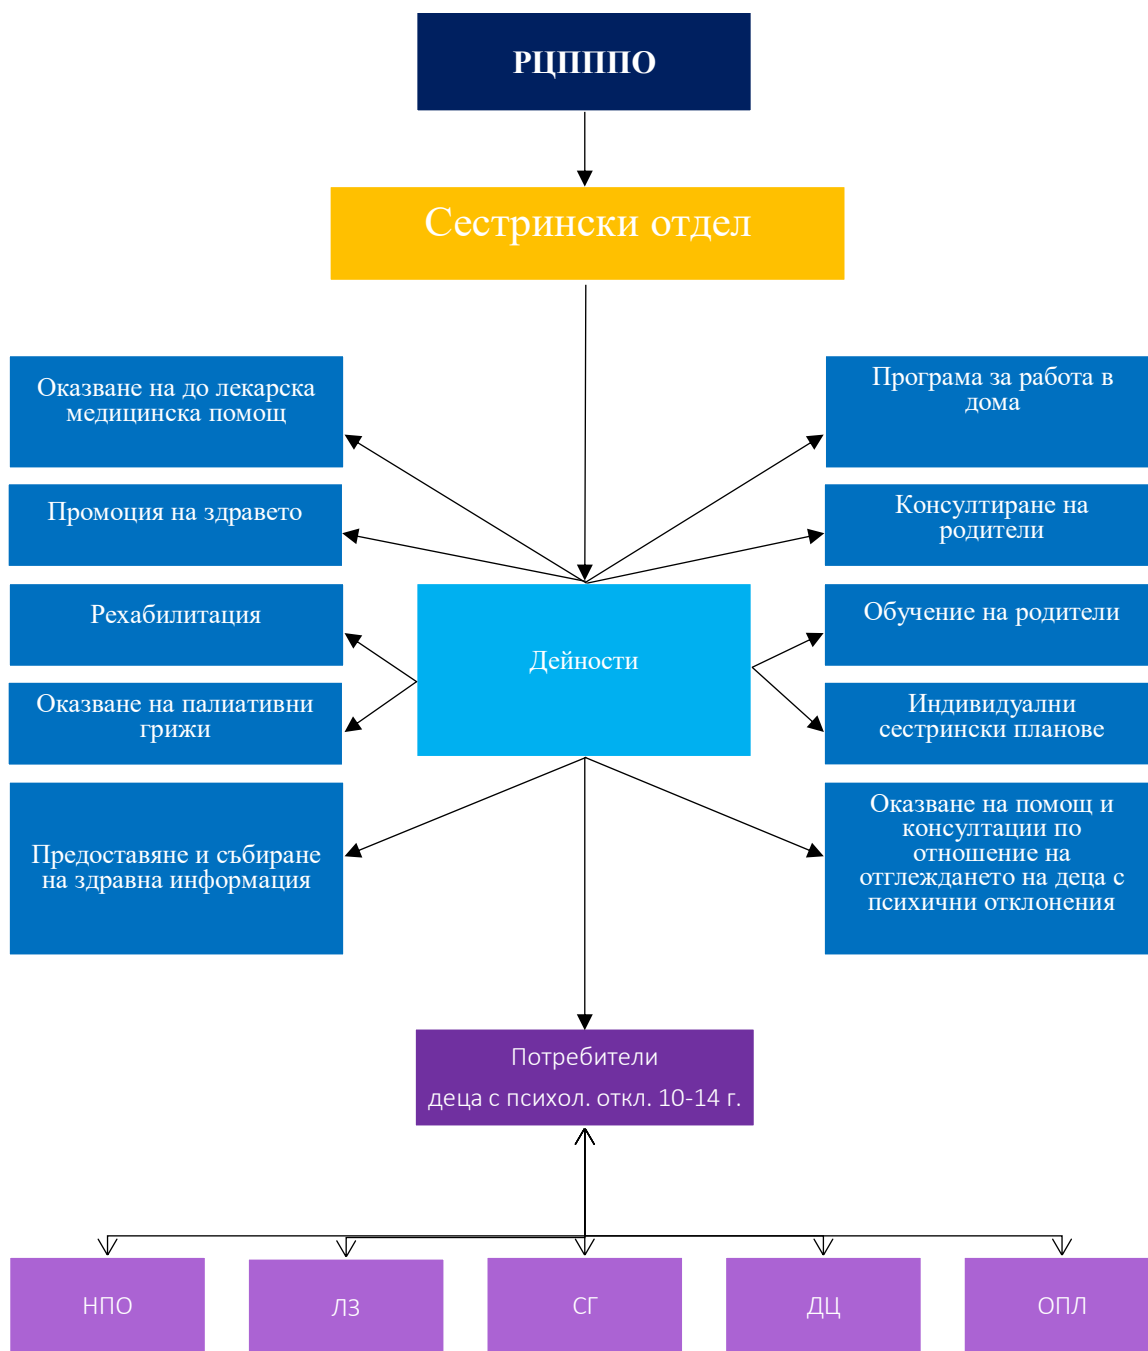 РЦПППО
Сестрински отдел
Оказване на до лекарска
медицинска помощ
Програма за работа в
дома
Промоция на здравето
Консултиране на
родители
Рехабилитация
Дейности
Обучение на родители
Оказване на палиативни
грижи
Индивидуални
сестрински планове
Предоставяне и събиране
на здравна информация
Оказване на помощ и
консултации по
отношение на
отглеждането на деца с
психични отклонения
Потребители
деца с психол. откл. 10-14 г.
НПО
ЛЗ
СГ
ДЦ
ОПЛ